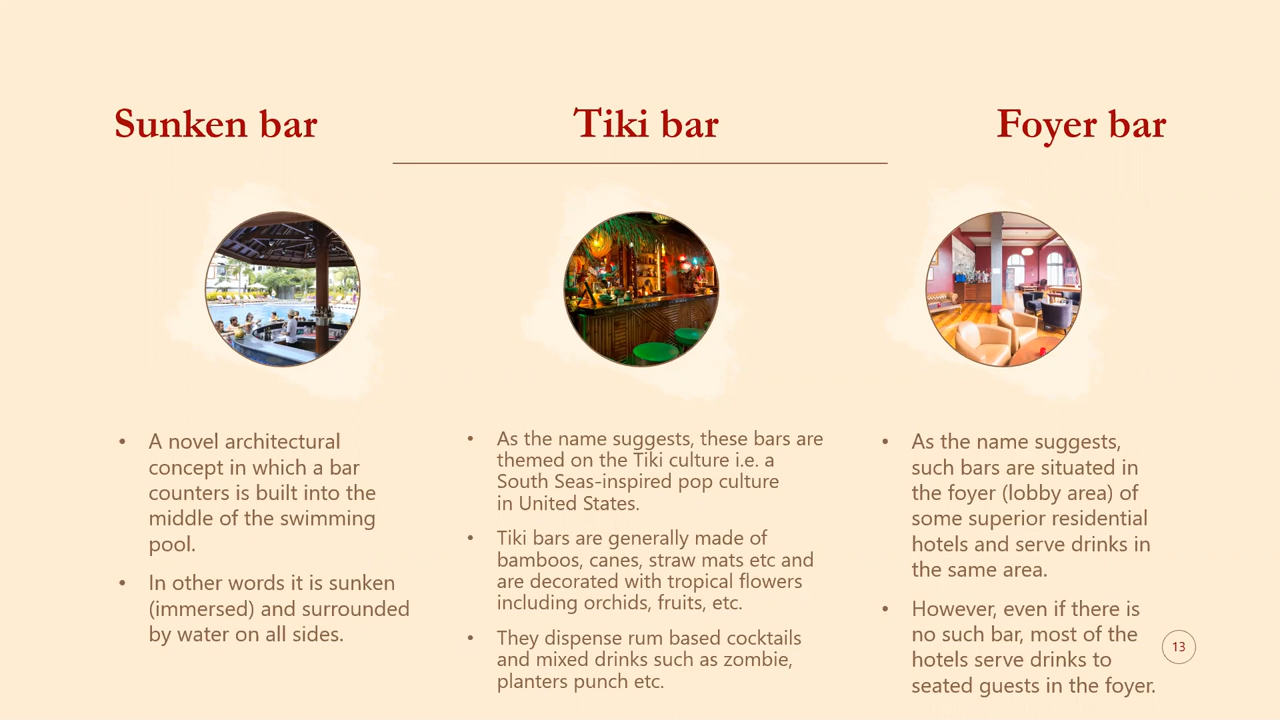 Sunken bar
Tiki bar
Foyer bar
• A novel architectural
concept in which a bar
counters is built into the
middle of the swimming
pool.
• In other words it is sunken
(immersed) and surrounded
by water on all sides.
• As the name suggests, these bars are
themed on the Tiki culture i.e. a
South Seas-inspired pop culture
in United States.
• Tiki bars are generally made of
bamboos, canes, straw mats etc and
are decorated with tropical flowers
including orchids, fruits, etc.
• They dispense rum based cocktails
and mixed drinks such as zombie,
planters punch etc.
• As the name suggests,
such bars are situated in
the foyer (lobby area) of
some superior residential
hotels and serve drinks in
the same area.
• However, even if there is
no such bar, most of the
hotels serve drinks to
seated guests in the foyer.
13